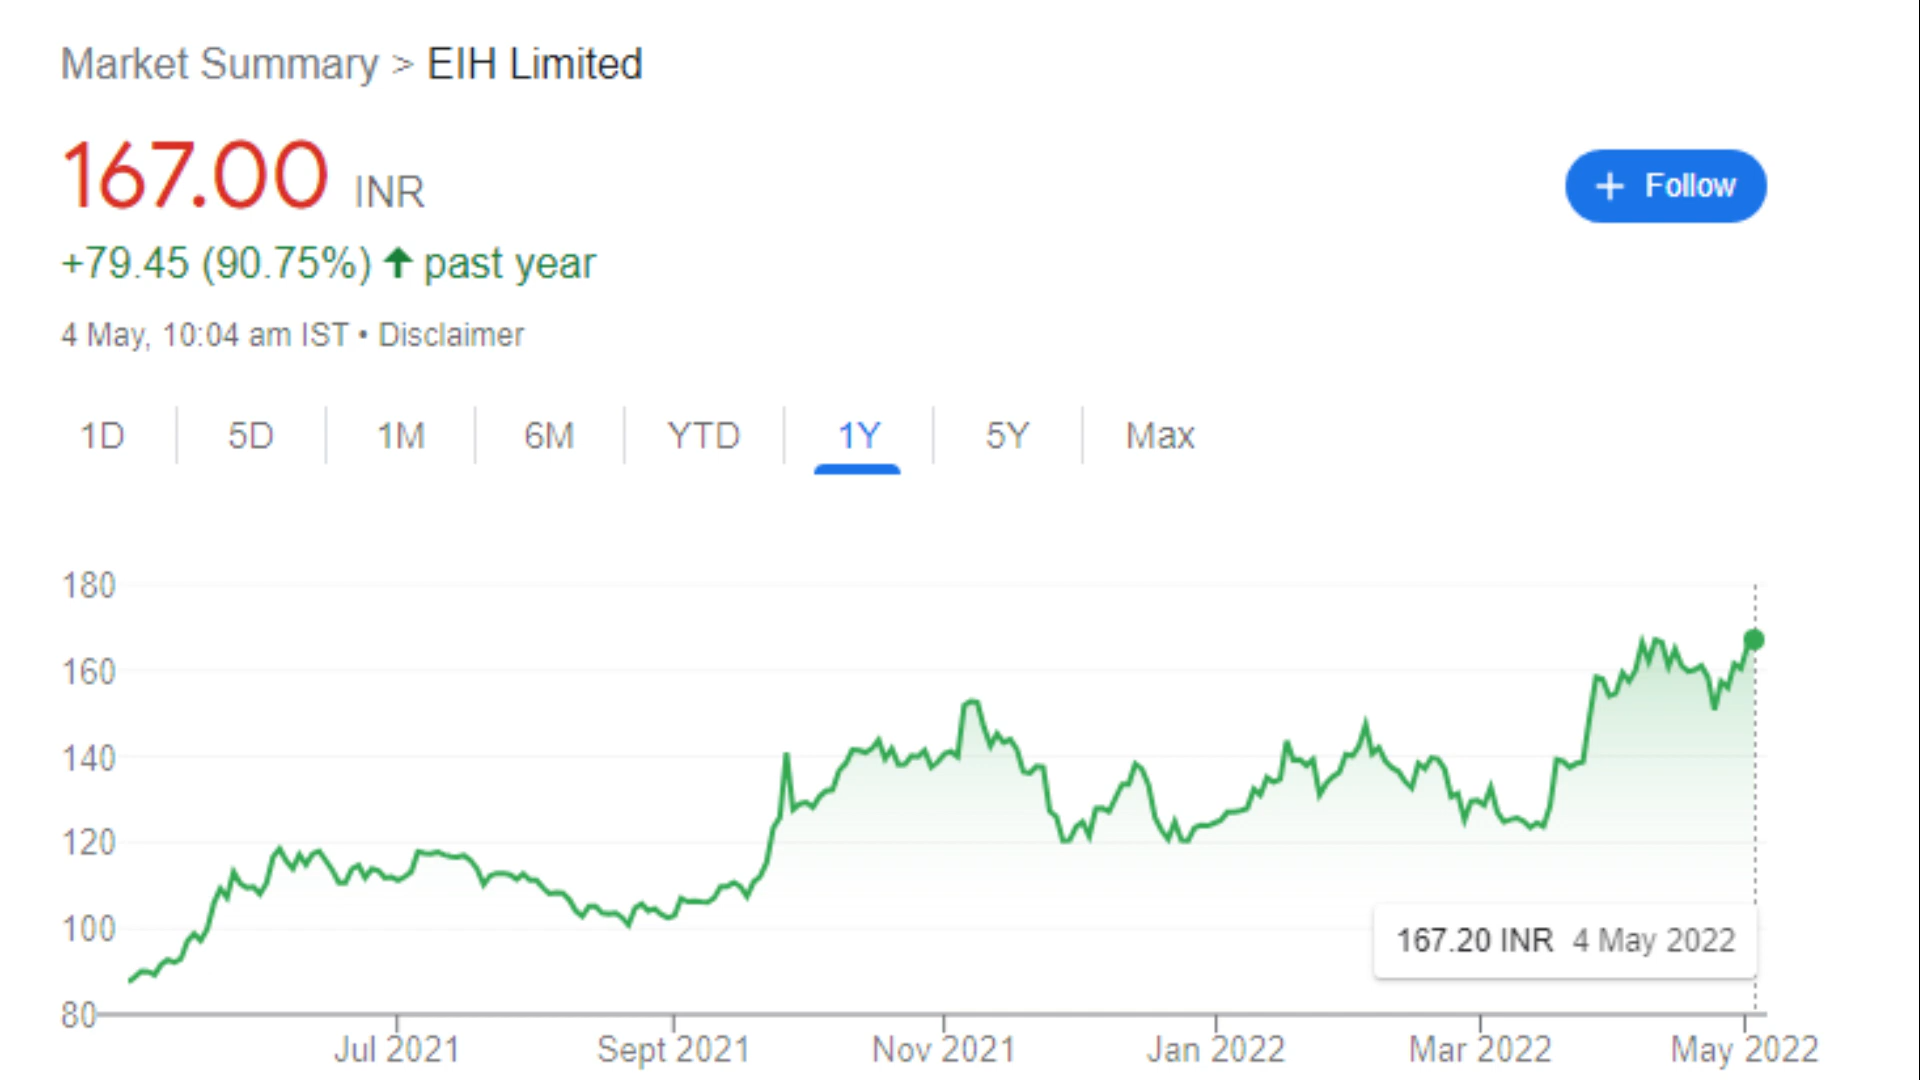 Market Summary > EIH Limited
167.00 INR
+ Follow
+79.45 (90.75%) ↑ past year
4 May, 10:04 am IST • Disclaimer
1D 5D 1M 6M YTD 1Y 5Y Max
180
160
140
120
100
167.20 INR 4 May 2022
80
Jul 2021 Sept 2021 Nov 2021 Jan 2022 Mar 2022 May 2022